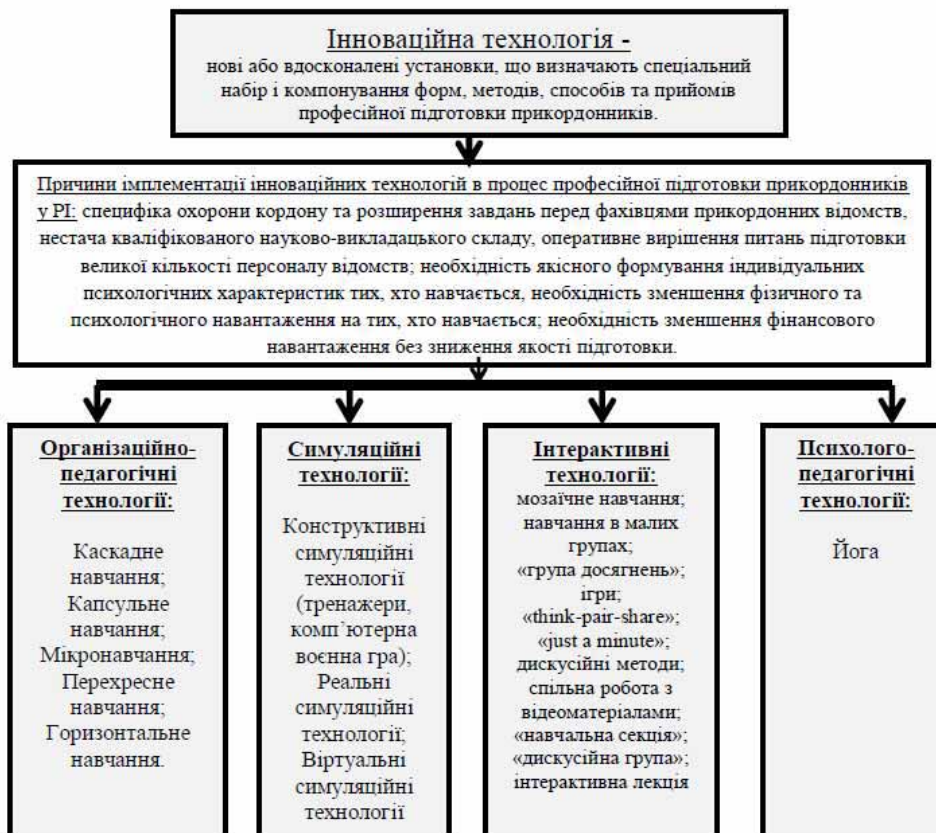 Інноваційна технологія -
нові або вдосконалені установки, що визначають спеціальний
набір і компонування форм, методів, способів та прийомів
професійної підготовки прикордонників.
Причини імплементації інноваційних технологій в процес професійної підготовки прикордонників
у РІ: специфіка охорони кордону та розширення завдань перед фахівцями прикордонних відомств,
нестача кваліфікованого науково-викладацького складу, оперативне вирішення питань підготовки
великої кількості персоналу відомств; необхідність якісного формування індивідуальних
психологічних характеристик тих, хто навчається, необхідність зменшення фізичного та
психологічного навантаження на тих, хто навчається; необхідність зменшення фінансового
навантаження без зниження якості підготовки.
Організаційно-
педагогічні
технології:
Каскадне
навчання;
Капсульне
навчання;
Мікронавчання;
Перехресне
навчання;
Горизонтальне
навчання.
Симуляційні
технології:
Конструктивні
симуляційні
технології
(тренажери,
комп’ютерна
воєнна гра);
Реальні
симуляційні
технології;
Віртуальні
симуляційні
технології
Інтерактивні
технології:
мозаїчне навчання;
навчання в малих
групах;
«група досягнень»;
ігри;
«think-pair-share»;
«just a minute»;
дискусійні методи;
спільна робота з
відеоматеріалами;
«навчальна секція»;
«дискусійна група»;
інтерактивна лекція
Психолого-
педагогічні
технології:
Йога